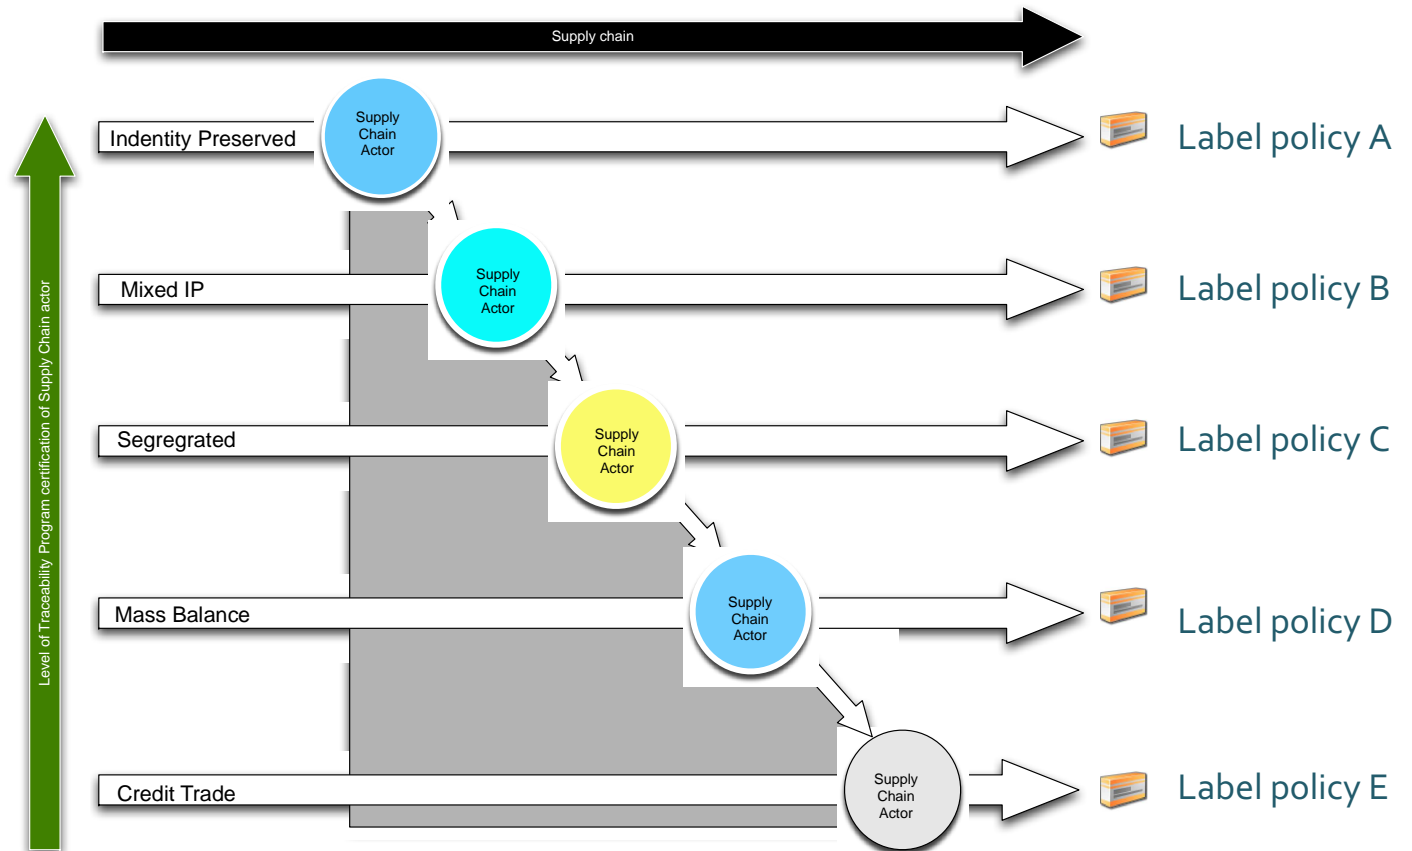 Supply chain
Level of Traceability Program certification of Supply Chain actor
Indentity Preserved
Supply
Chain
Actor
Label policy A
Mixed IP
Supply
Chain
Actor
Label policy B
Segregrated
Supply
Chain
Actor
Label policy C
Mass Balance
Supply
Chain
Actor
Label policy D
Credit Trade
Supply
Chain
Actor
Label policy E